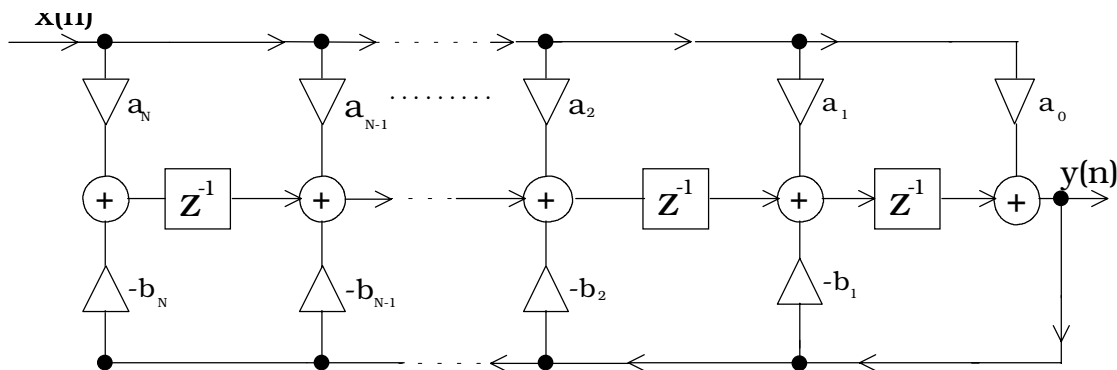 x(n)
a_N a_N-1 ......... a_2 a_1 a_0
y(n)
+ z^-1 + + z^-1 + z^-1 +
-b_N -b_N-1 -b_2 -b_1